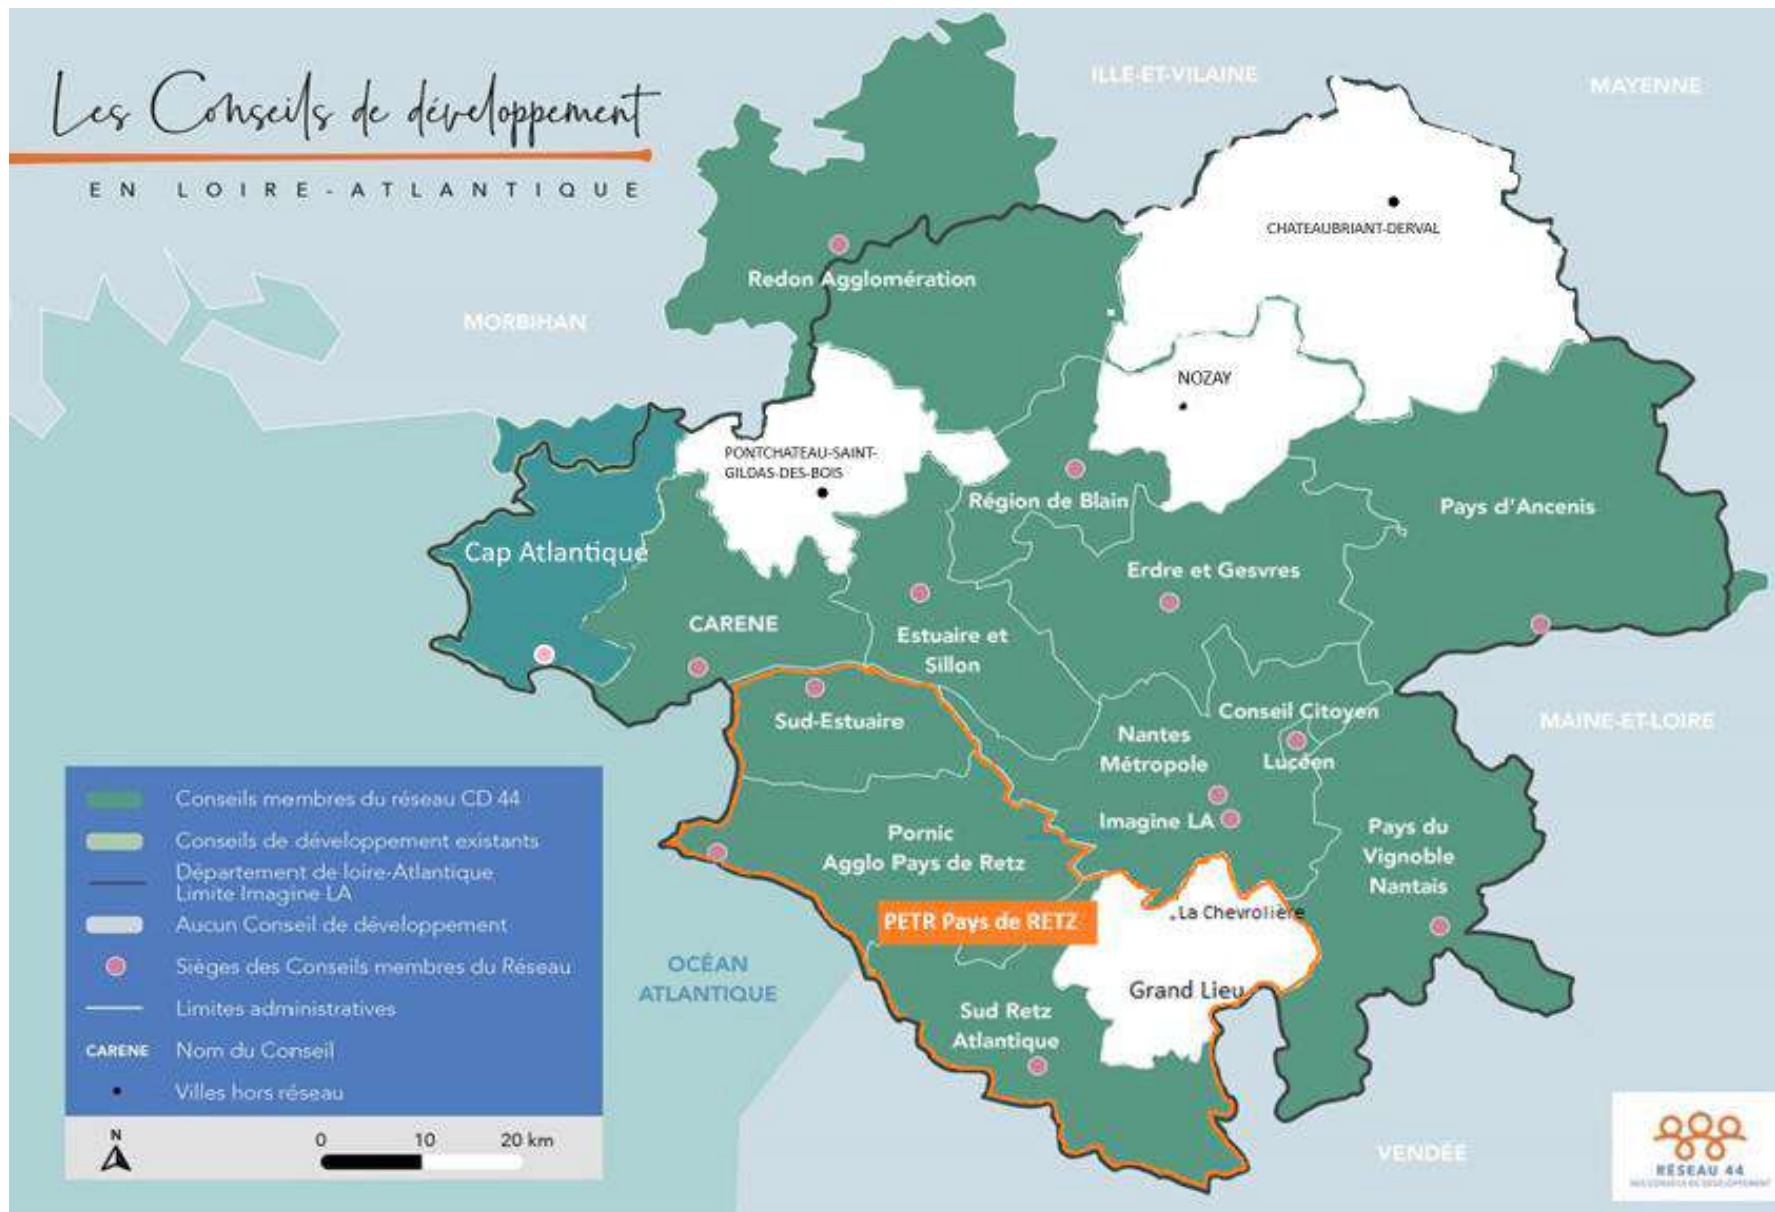 Les Conseils de développement
EN LOIRE-ATLANTIQUE
ILLE-ET-VILAINE
MAYENNE
CHATEAUBRIANT-DERVAL
Redon Agglomération
MORBIHAN
NOZAY
PONTCHATEAU-SAINT-
GILDAS-DES-BOIS
Région de Blain
Pays d'Ancenis
Cap Atlantique
Erdre et Gesvres
CARENE
Estuaire et
Sillon
Sud-Estuaire
Conseil Citoyen
Lucéen
MAINE-ET-LOIRE
Nantes
Métropole
Imagine LA
Pornic
Agglo Pays de Retz
Pays du
Vignoble
Nantais
PETR Pays de RETZ
La Chevrolière
OCÉAN
ATLANTIQUE
Grand Lieu
Sud Retz
Atlantique
VENDÉE
Conseils membres du réseau CD 44
Conseils de développement existants
Département de loire-Atlantique
Limite Imagine LA
Aucun Conseil de développement
Sièges des Conseils membres du Réseau
Limites administratives
CARENE Nom du Conseil
Villes hors réseau
N
0 10 20 km
RÉSEAU 44
DES CONSEILS DE DÉVELOPPEMENT